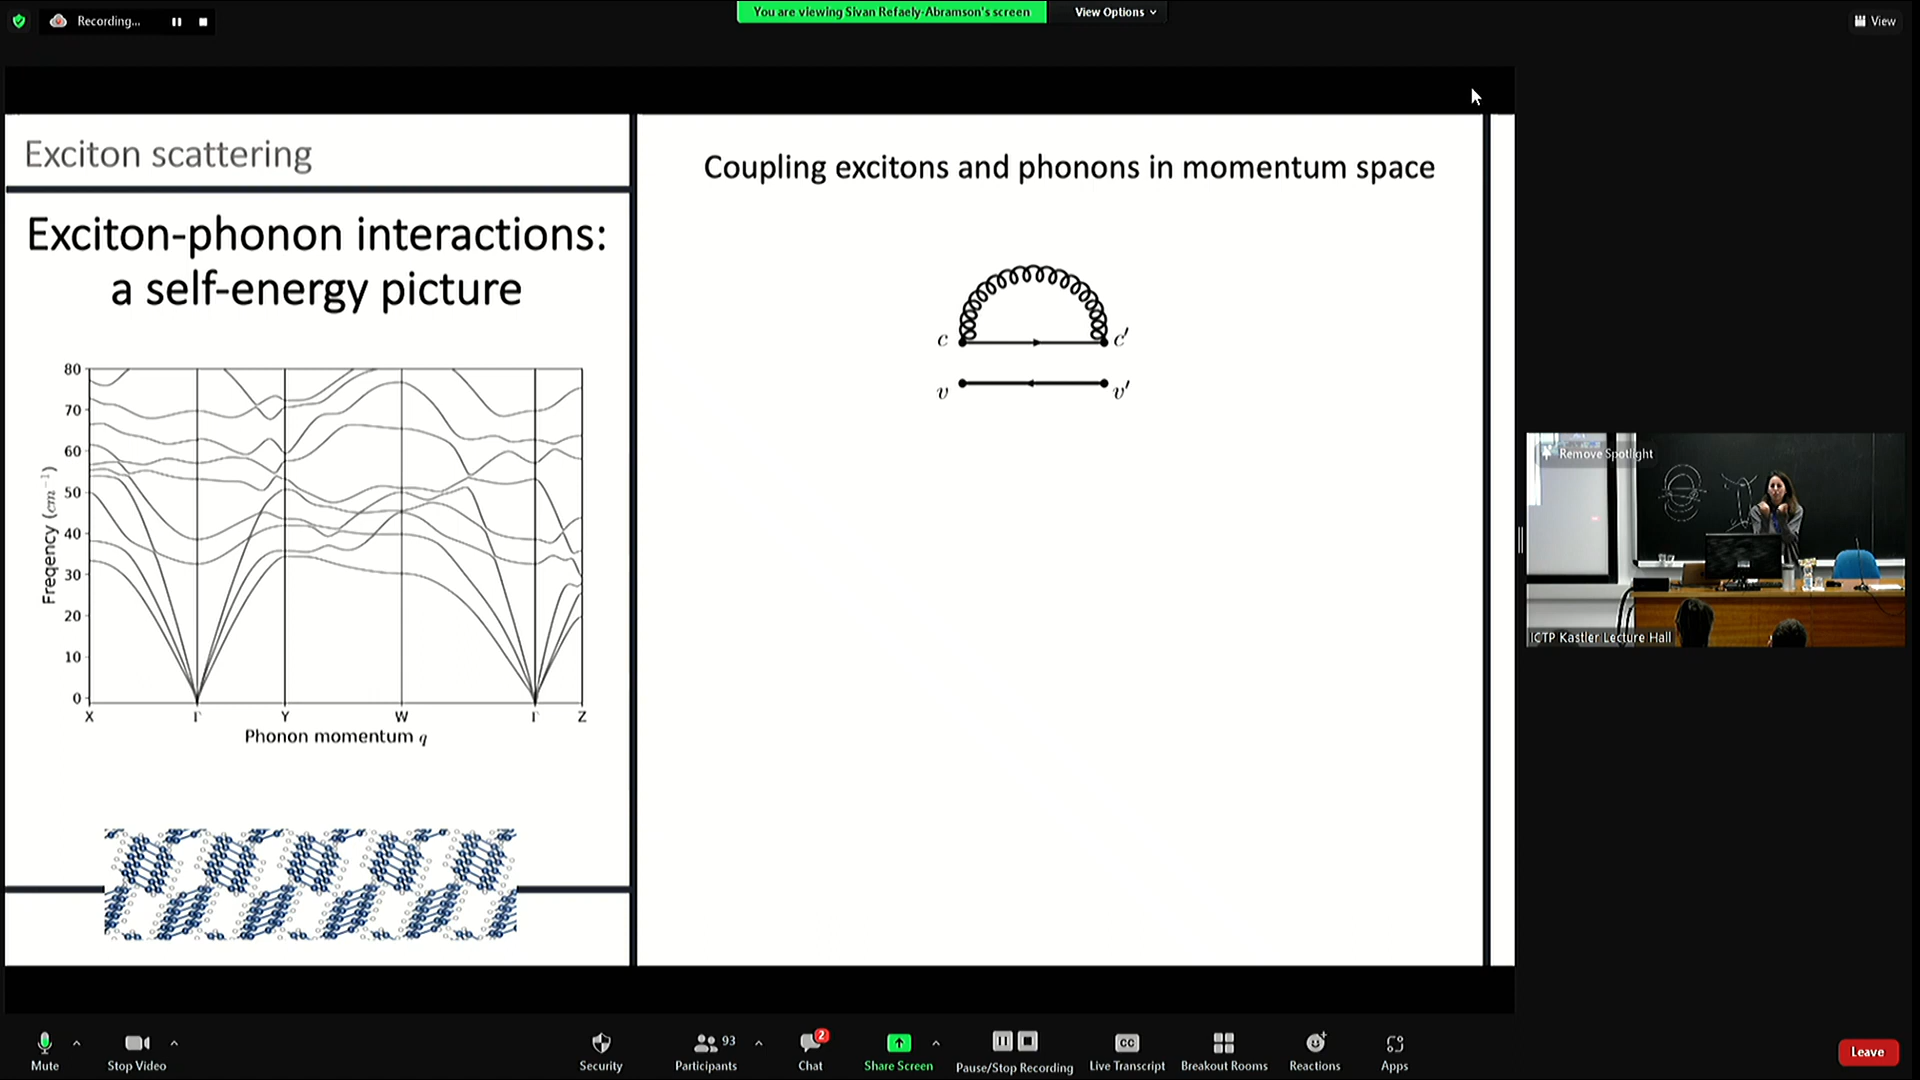 Recording...
You are viewing Sivan Refaely-Abramson's screen
View Options
View
Exciton scattering
Exciton-phonon interactions:
a self-energy picture
80
70
60
50
40
30
20
10
0
Freqency (cm⁻¹)
X Γ Y W Γ Z
Phonon momentum q
Coupling excitons and phonons in momentum space
c c′
v v′
Remove Spotlight
ICTP Kastler Lecture Hall
Mute
Stop Video
Security
93
Participants
2
Chat
Share Screen
Pause/Stop Recording
CC
Live Transcript
Breakout Rooms
Reactions
Apps
Leave